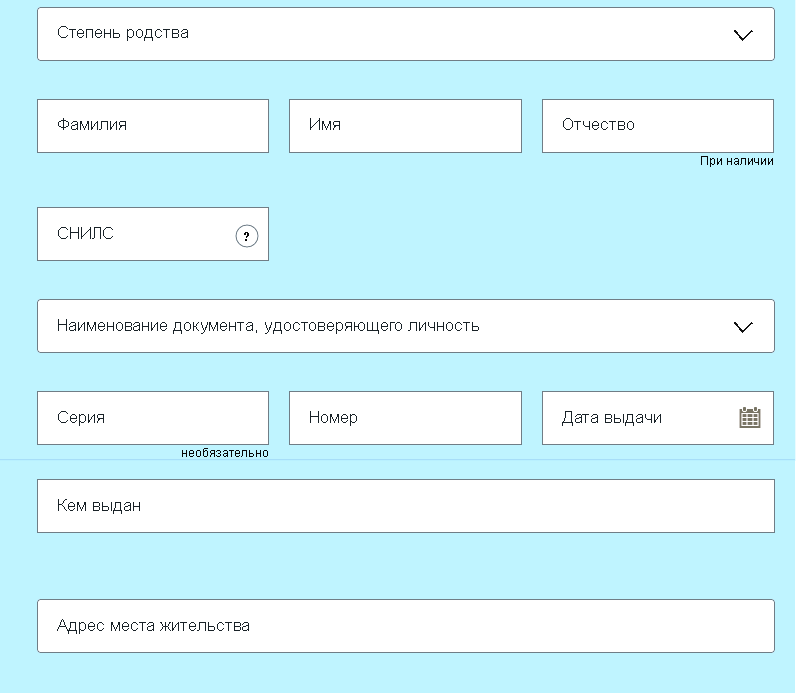 Степень родства
Фамилия
Имя
Отчество
При наличии
СНИЛС
?
Наименование документа, удостоверяющего личность
Серия
Номер
Дата выдачи
необязательно
Кем выдан
Адрес места жительства